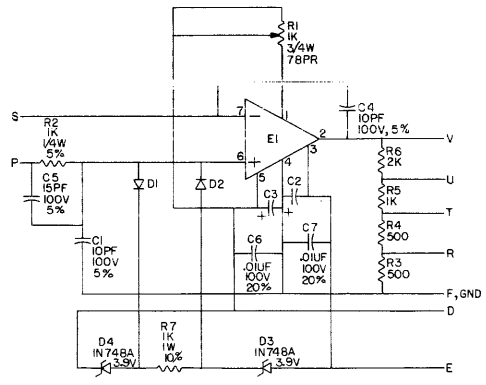 R1
1K
3/4W
78PR
C4
10PF
100V, 5%
S
7
1
E1
2
V
R2
1K
1/4W
5%
3
R6
2K
P
6
4
5
U
C5
15PF
100V
5%
D1
D2
C3
C2
R5
1K
T
R4
500
C1
10PF
100V
5%
C6
.01UF
100V
20%
C7
.01UF
100V
20%
R
R3
500
F, GND
D
D4
1N748A
3.9V
R7
1K
1W
10%
D3
1N748A
3.9V
E